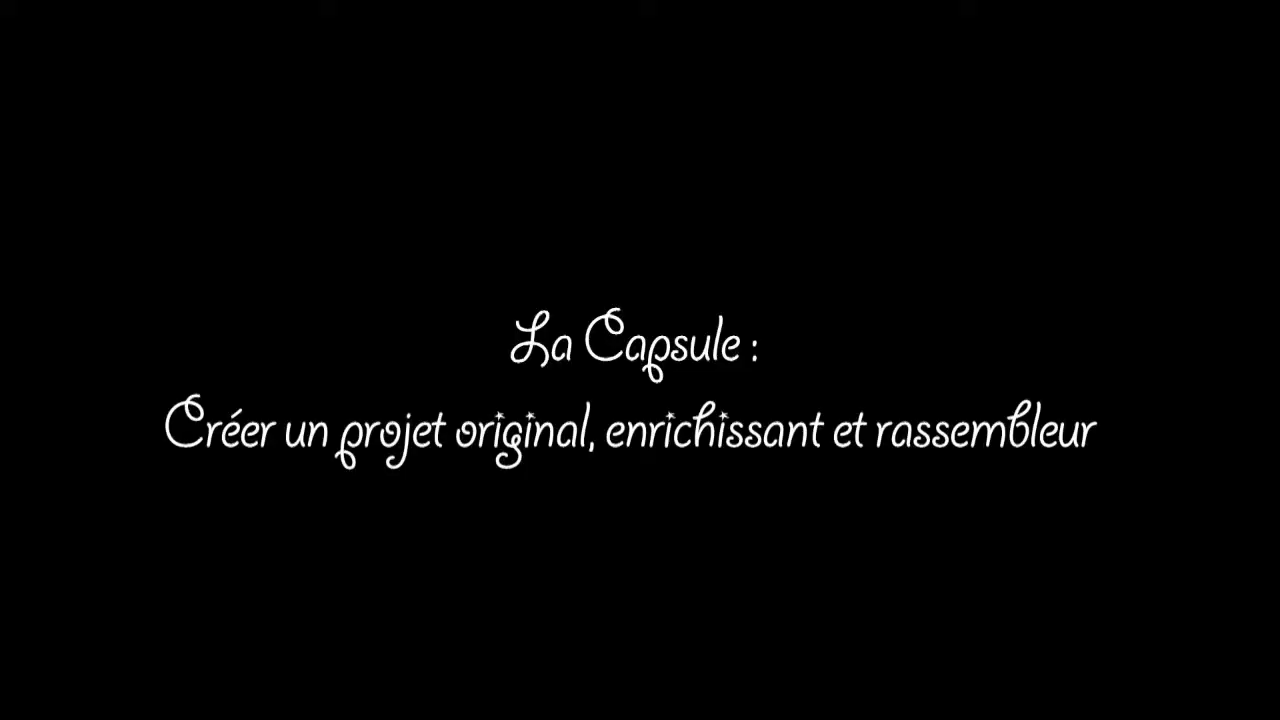 La Capsule :
Créer un projet original, enrichissant et rassembleur